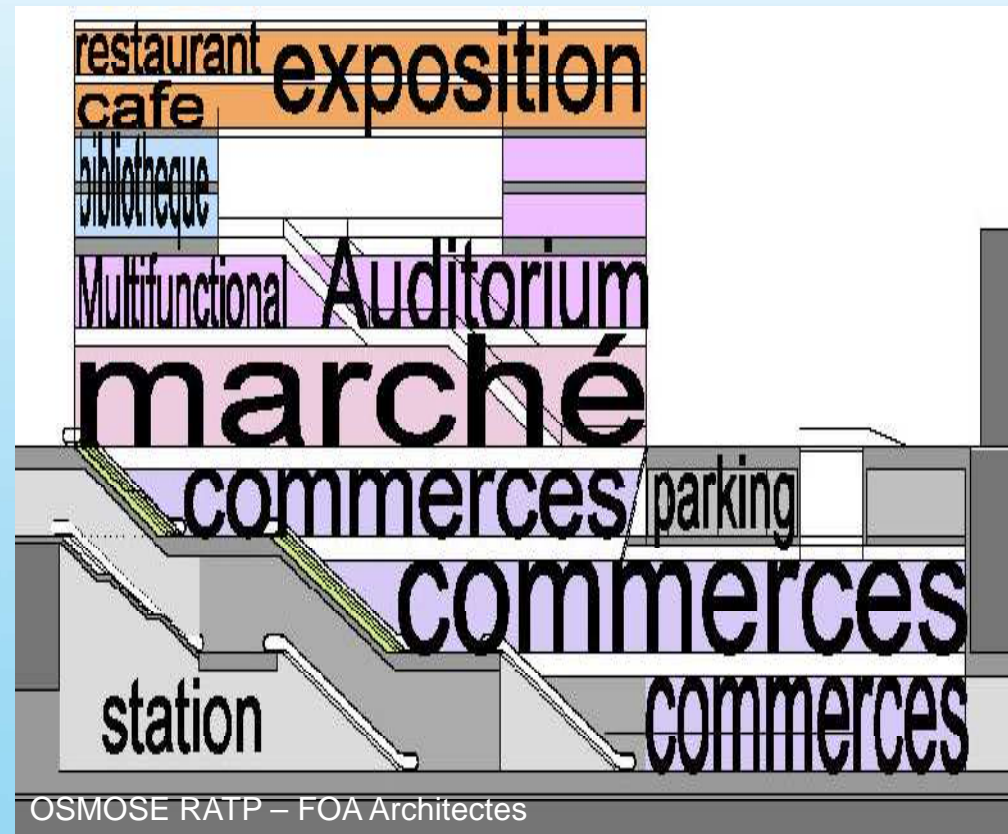 restaurant exposition
cafe
bibliotheque
Multifunctional Auditorium
marché
commerces parking
commerces
station commerces
OSMOSE RATP – FOA Architectes